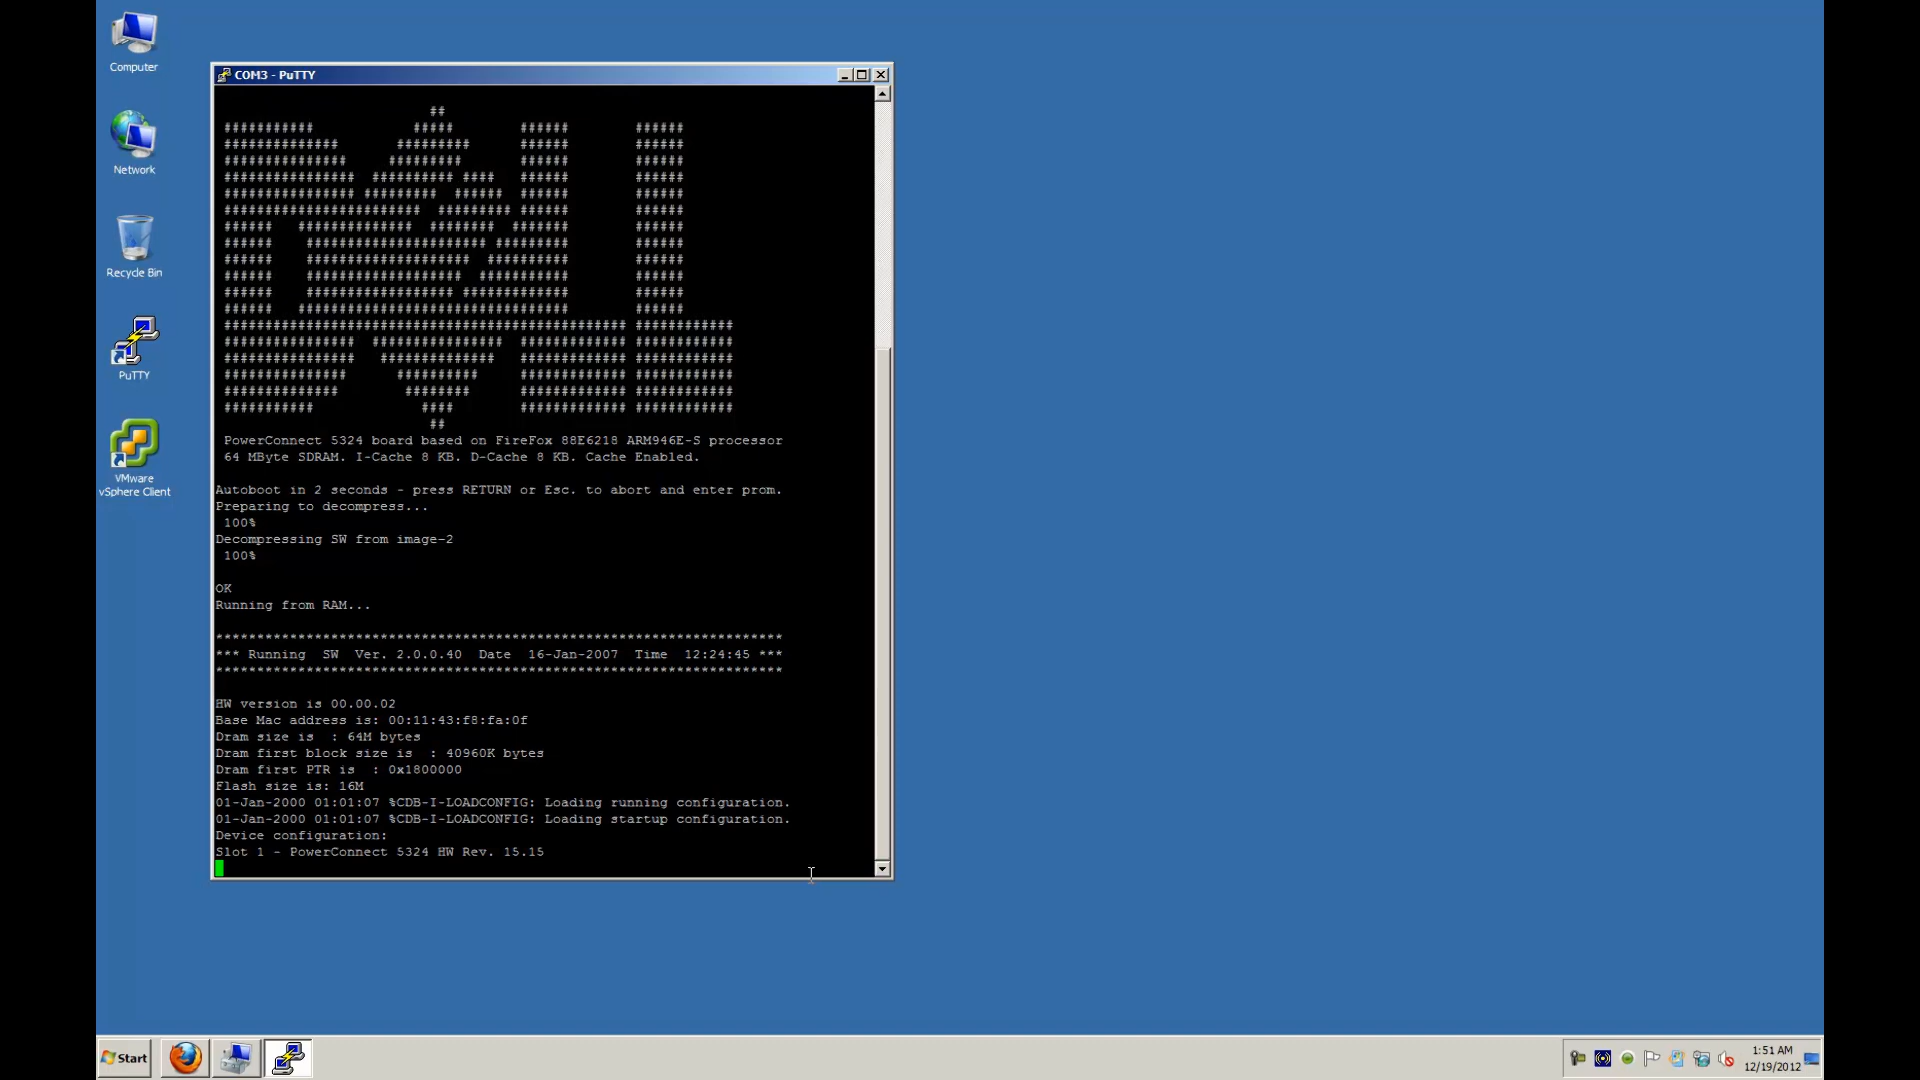 Computer
Network
Recycle Bin
PuTTY
VMware
vSphere Client
COM3 - PuTTY
PowerConnect 5324 board based on FireFox 88E6218 ARM946E-S processor
64 MByte SDRAM. I-Cache 8 KB. D-Cache 8 KB. Cache Enabled.
Autoboot in 2 seconds - press RETURN or Esc. to abort and enter prom.
Preparing to decompress...
100%
Decompressing SW from image-2
100%
OK
Running from RAM...
*********************************************************************
*** Running  SW  Ver. 2.0.0.40  Date  16-Jan-2007  Time  12:24:45 ***
*********************************************************************
HW version is 00.00.02
Base Mac address is: 00:11:43:f8:fa:0f
Dram size is  : 64M bytes
Dram first block size is  : 40960K bytes
Dram first PTR is  : 0x1800000
Flash size is: 16M
01-Jan-2000 01:01:07 %CDB-I-LOADCONFIG: Loading running configuration.
01-Jan-2000 01:01:07 %CDB-I-LOADCONFIG: Loading startup configuration.
Device configuration:
Slot 1 - PowerConnect 5324 HW Rev. 15.15
Start
1:51 AM
12/19/2012